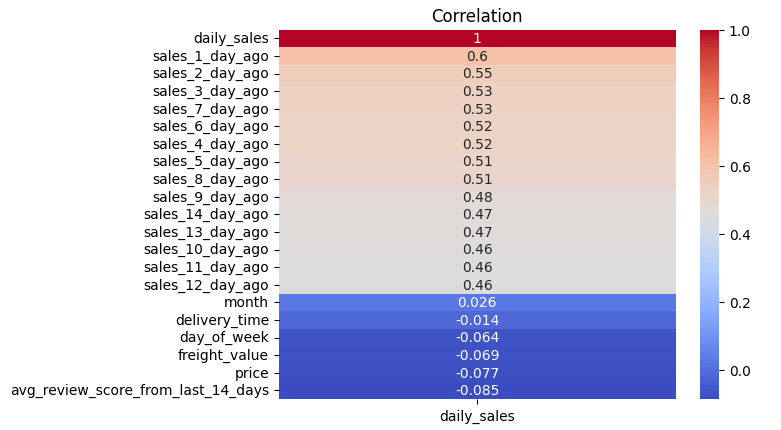 Correlation
daily_sales 1
sales_1_day_ago 0.6
sales_2_day_ago 0.55
sales_3_day_ago 0.53
sales_7_day_ago 0.53
sales_6_day_ago 0.52
sales_4_day_ago 0.52
sales_5_day_ago 0.51
sales_8_day_ago 0.51
sales_9_day_ago 0.48
sales_14_day_ago 0.47
sales_13_day_ago 0.47
sales_10_day_ago 0.46
sales_11_day_ago 0.46
sales_12_day_ago 0.46
month 0.026
delivery_time -0.014
day_of_week -0.064
freight_value -0.069
price -0.077
avg_review_score_from_last_14_days -0.085
daily_sales
1.0
0.8
0.6
0.4
0.2
0.0